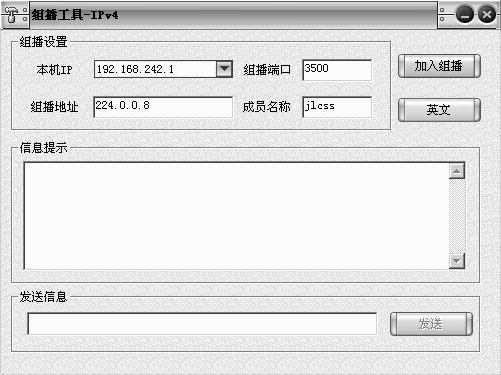 组播工具-IPv4
组播设置
本机IP 192.168.242.1 组播端口 3500 加入组播
组播地址 224.0.0.8 成员名称 jlcss 英文
信息提示
发送信息
发送